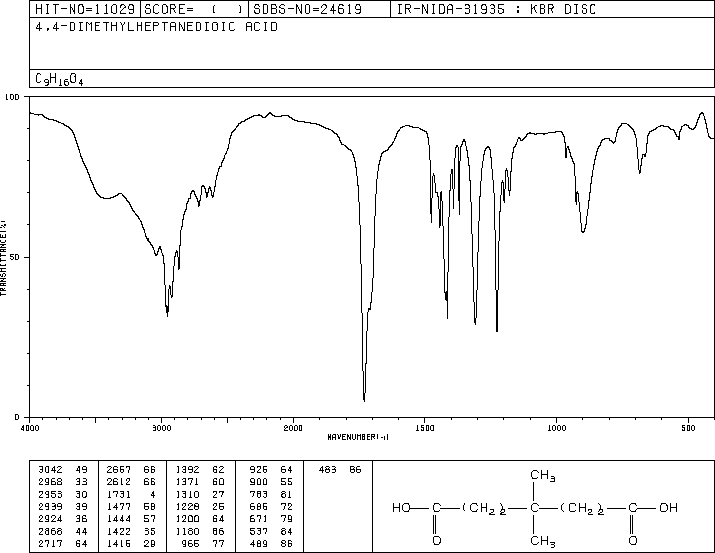 HIT-NO=11029 SCORE= ( ) SDBS-NO=24619 IR-NIDA-31935 : KBR DISC
4,4-DIMETHYLHEPTANEDIOIC ACID
C9H16O4
100
50
0
TRANSMITTANCE(%)
4000 3000 2000 1500 1000 500
WAVENUMBER(-1)
3042 49 2667 66 1392 62 926 64 483 86
2968 33 2612 66 1371 60 900 55
2953 30 1731 4 1310 27 783 81
2939 39 1477 58 1228 25 686 72
2924 36 1444 57 1200 64 671 79
2868 44 1422 35 1180 66 537 84
2717 64 1416 29 965 77 489 86
CH3
HO-C-(CH2)2-C-(CH2)2-C-OH
O CH3 O